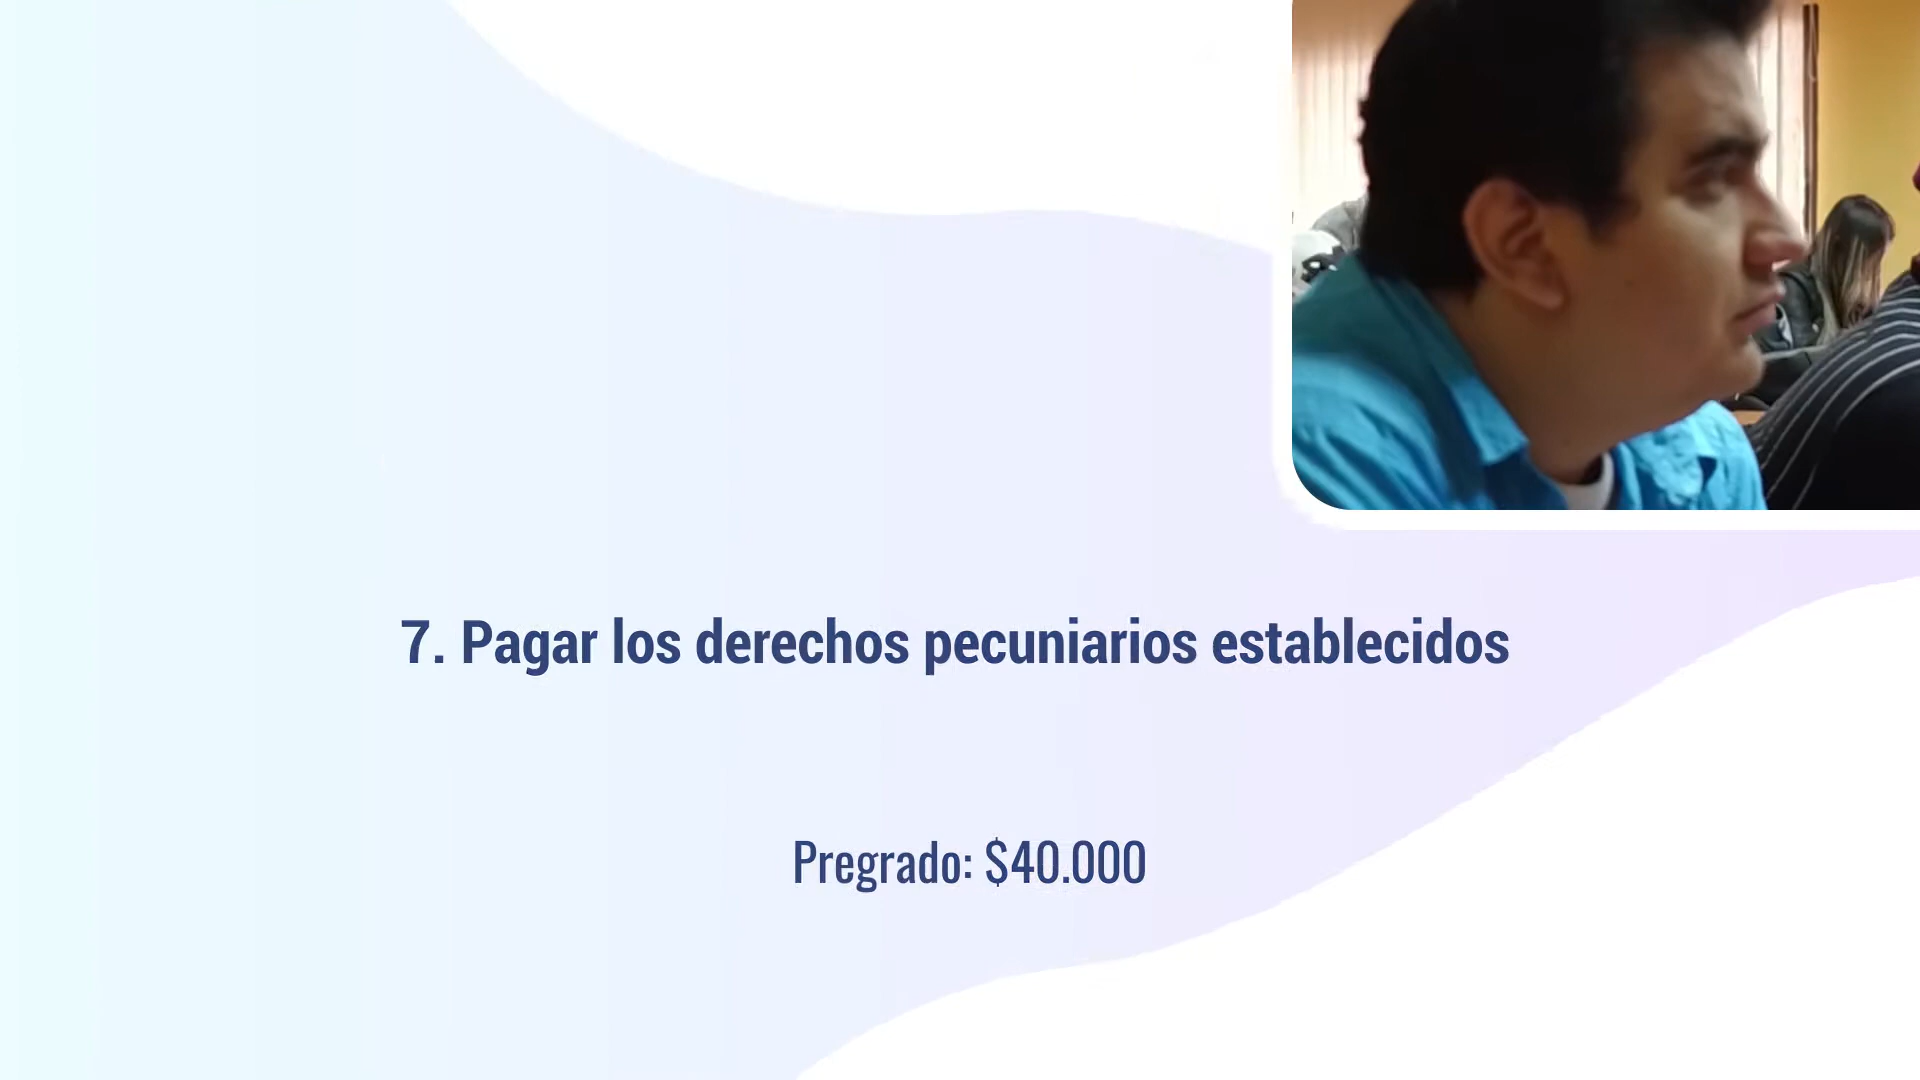 7. Pagar los derechos pecuniarios establecidos
Pregrado: $40.000